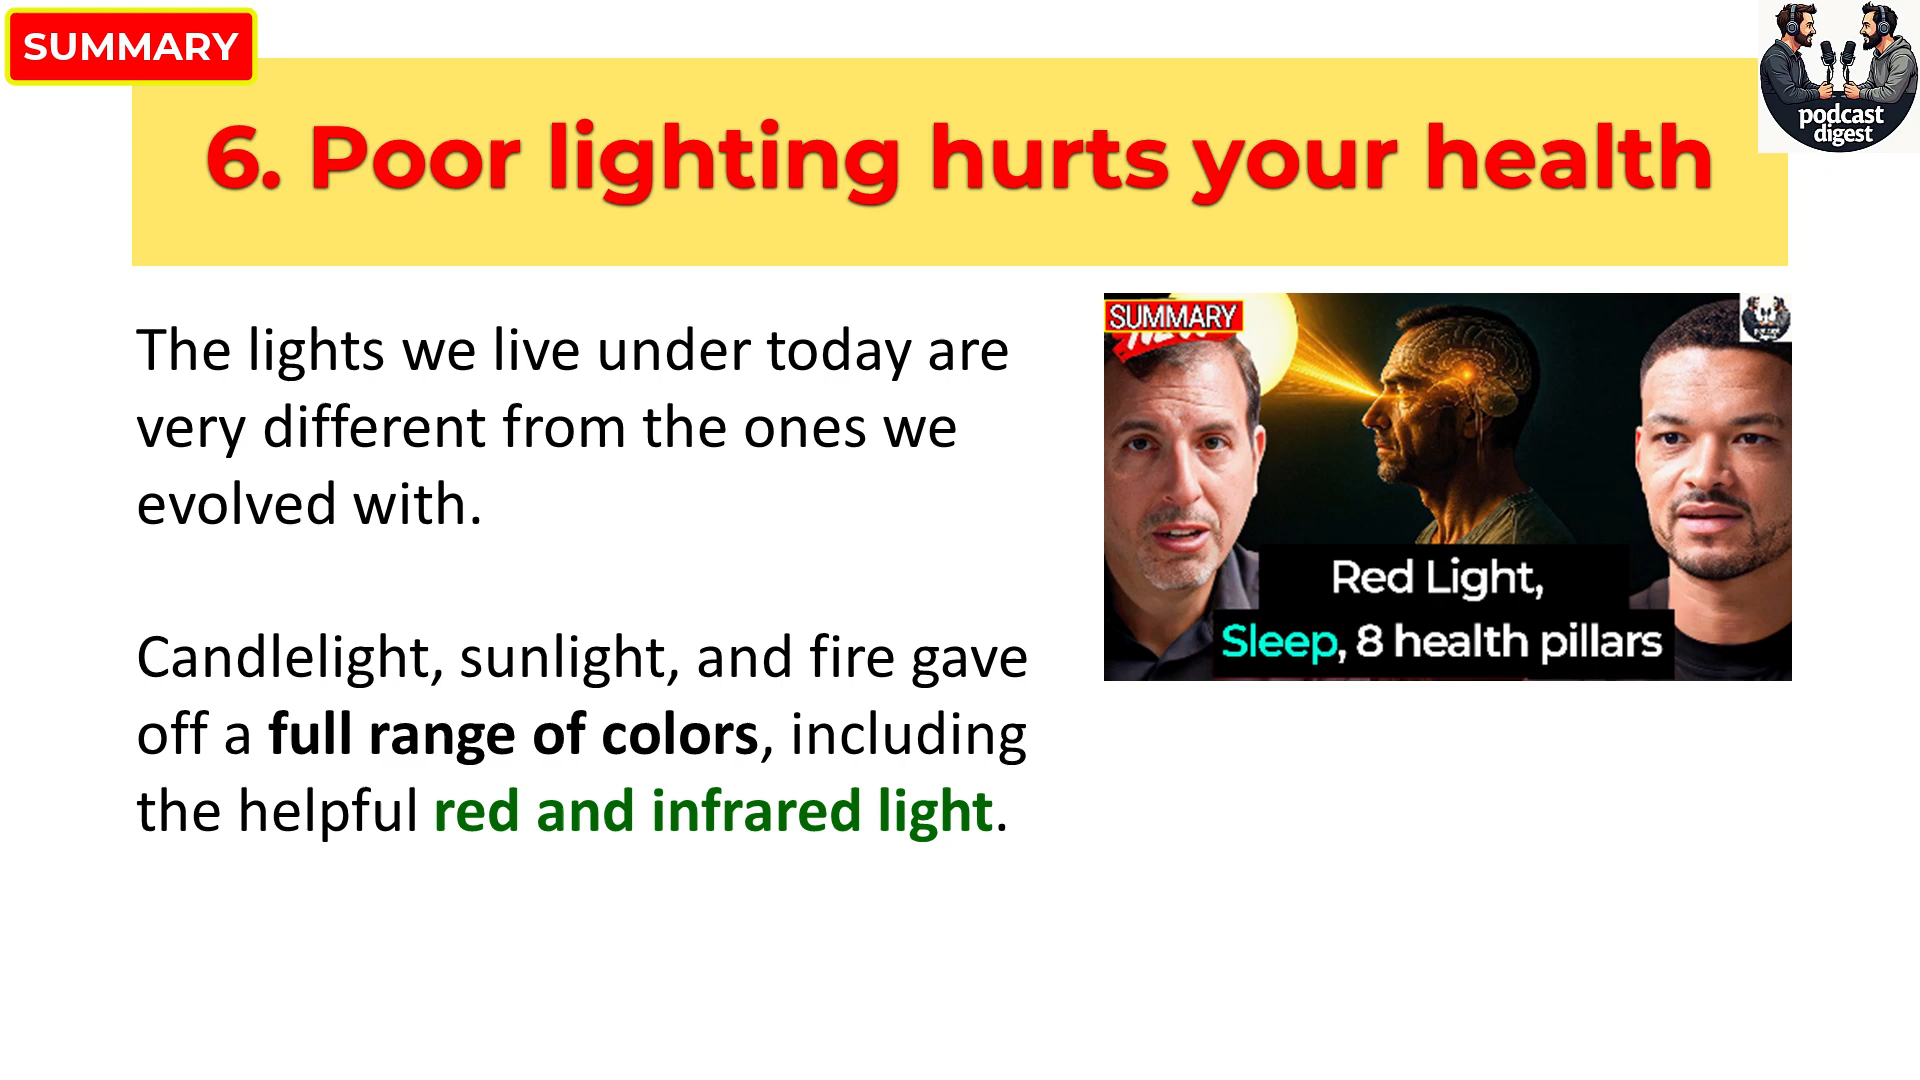 SUMMARY
podcast
digest
6. Poor lighting hurts your health
The lights we live under today are
very different from the ones we
evolved with.
Candlelight, sunlight, and fire gave
off a full range of colors, including
the helpful red and infrared light.
SUMMARY
Red Light,
Sleep, 8 health pillars